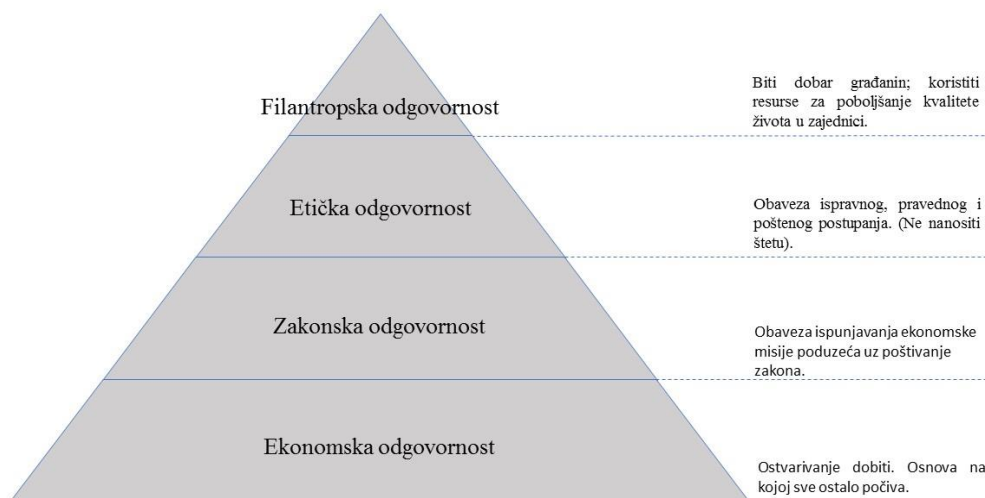 Filantropska odgovornost
Biti dobar građanin; koristiti
resurse za poboljšanje kvalitete
života u zajednici.
Etička odgovornost
Obaveza ispravnog, pravednog i
poštenog postupanja. (Ne nanositi
štetu).
Zakonska odgovornost
Obaveza ispunjavanja ekonomske
misije poduzeća uz poštivanje
zakona.
Ekonomska odgovornost
Ostvarivanje dobiti. Osnova na
kojoj sve ostalo počiva.